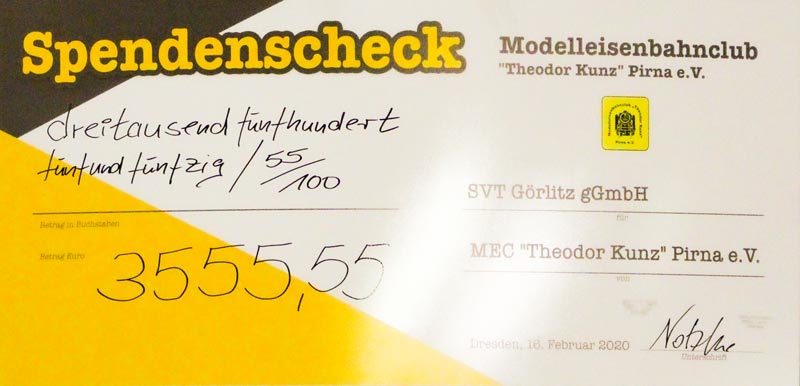 Spendenscheck
dreitausend fünfhundert
fünfundfünfzig / 55/100
Betrag in Buchstaben
Betrag Euro
3555,55
Modelleisenbahnclub
"Theodor Kunz" Pirna e.V.
Pirna e.V.
SVT Görlitz gGmbH
für
MEC "Theodor Kunz" Pirna e.V.
von
Dresden, 16. Februar 2020
Unterschrift